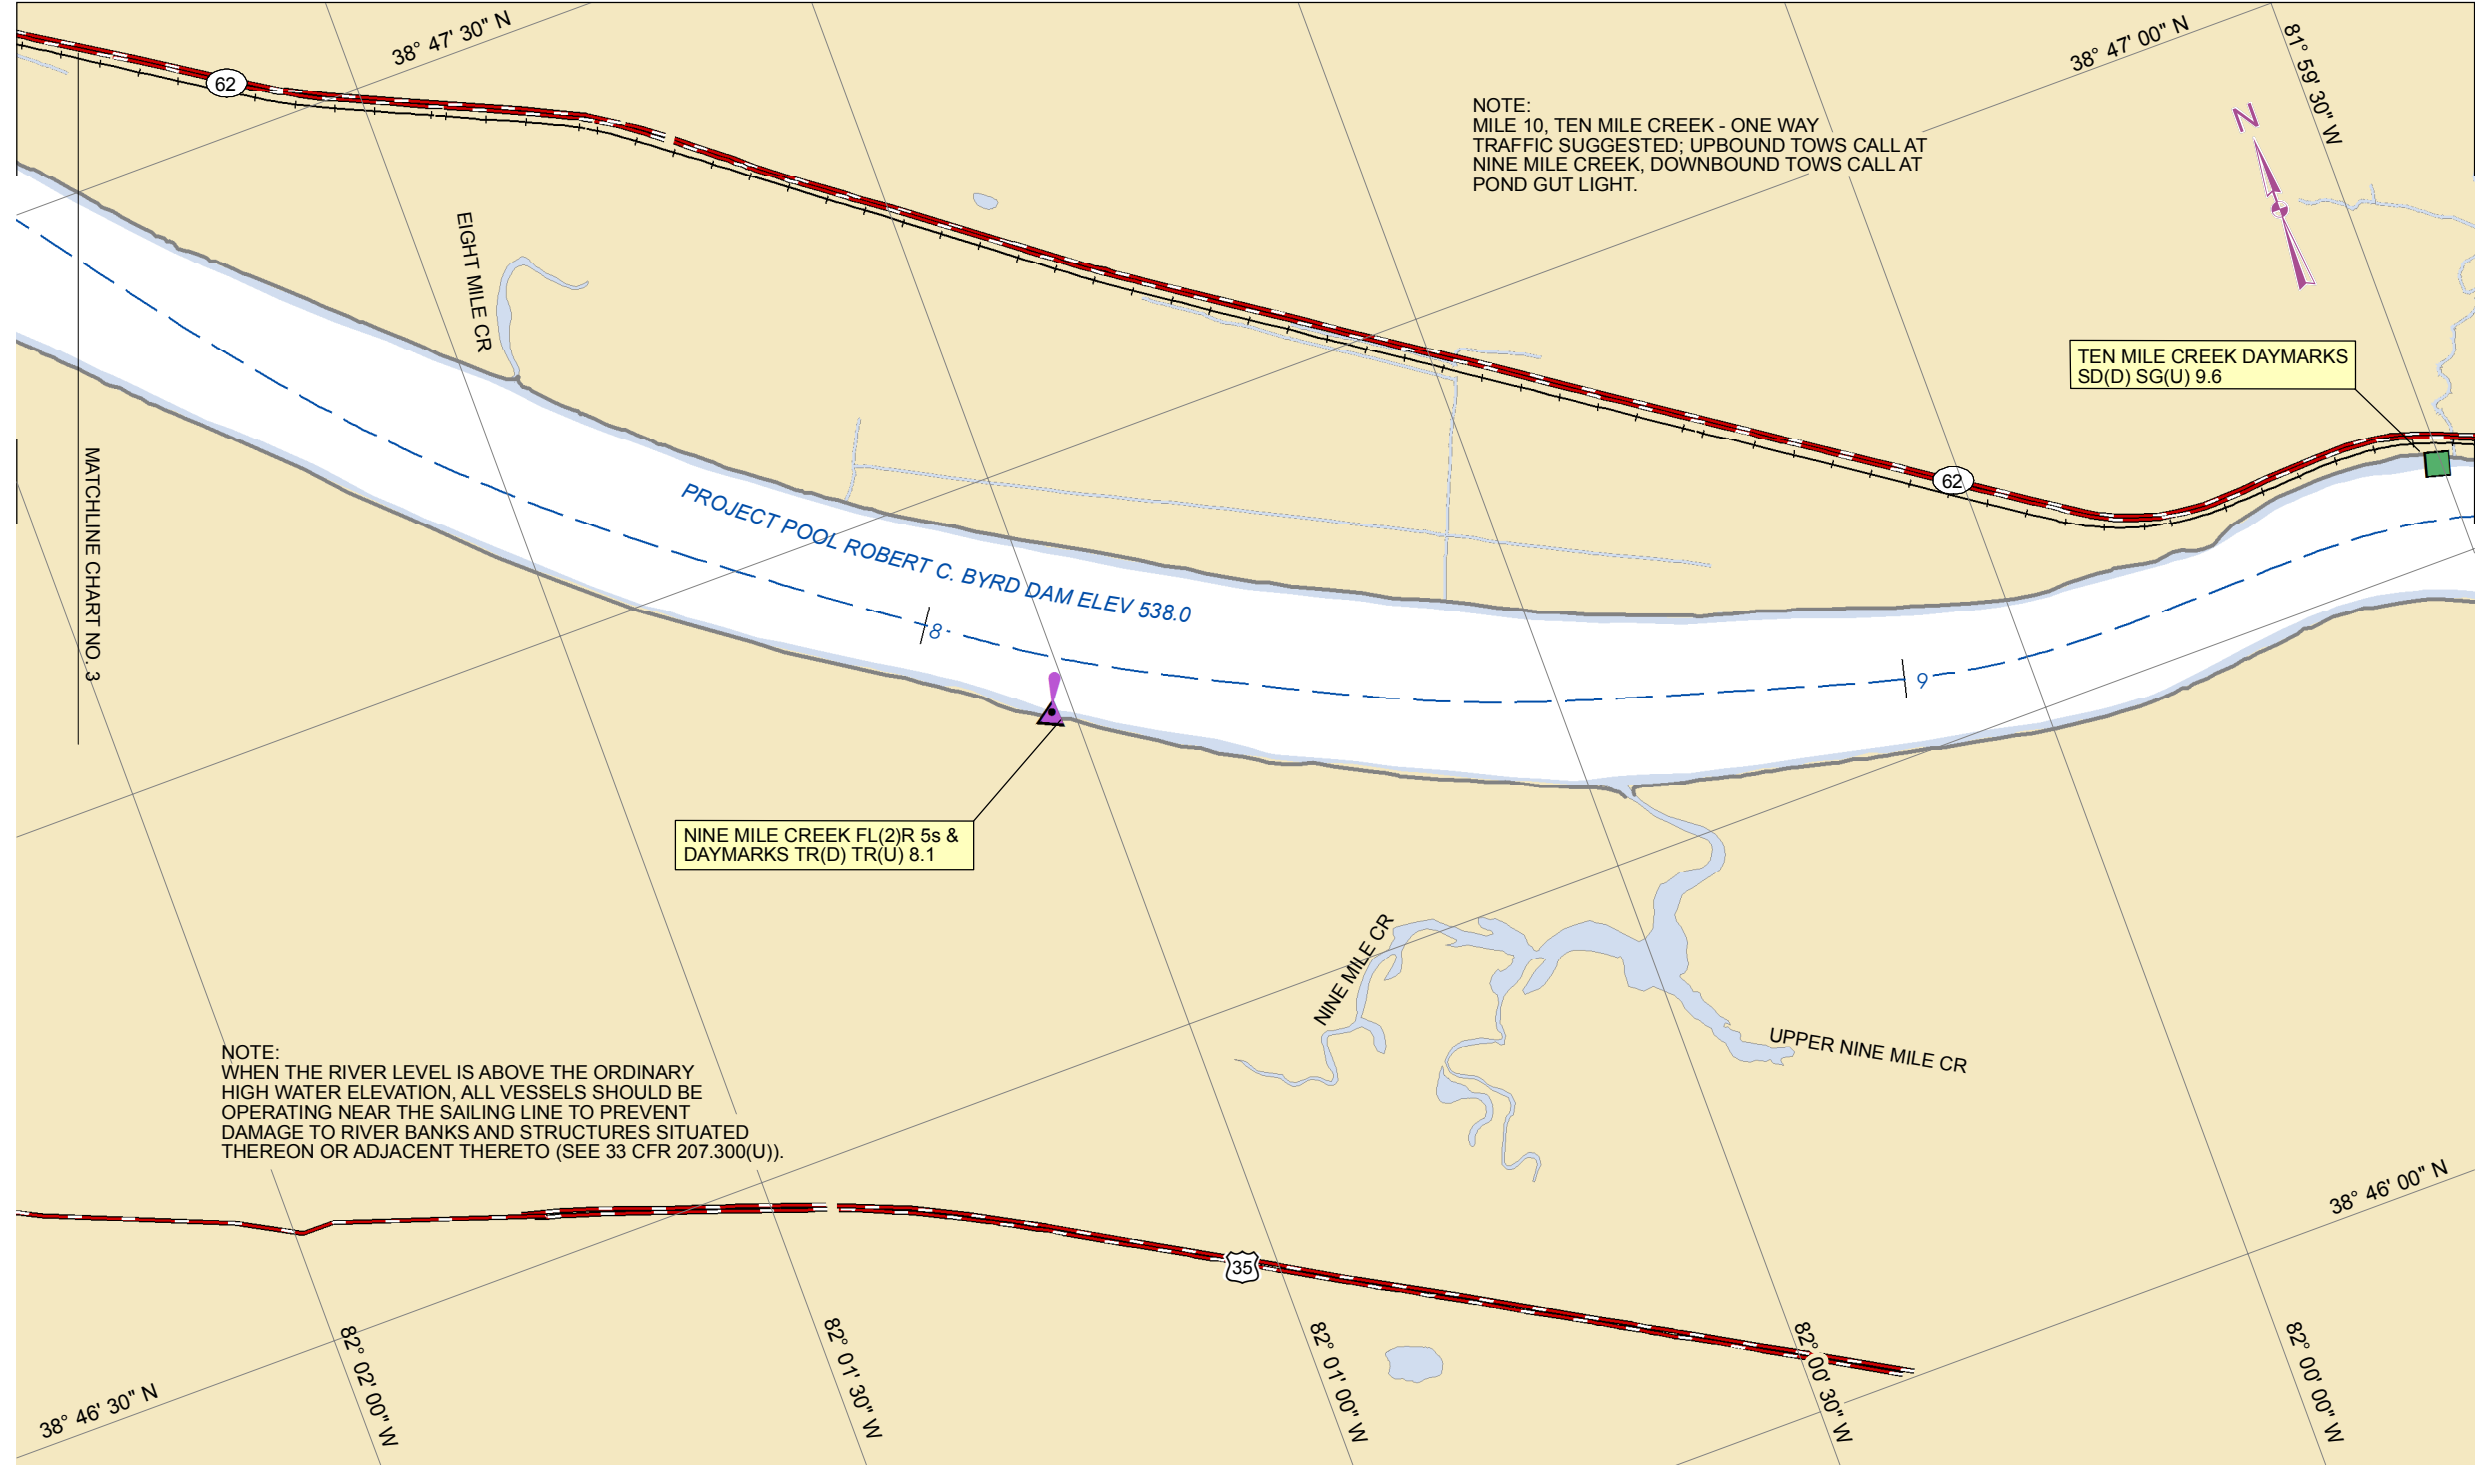 38° 47' 30" N
38° 47' 00" N
81° 59' 30" W
62
N
NOTE:
MILE 10, TEN MILE CREEK - ONE WAY
TRAFFIC SUGGESTED; UPBOUND TOWS CALL AT
NINE MILE CREEK, DOWNBOUND TOWS CALL AT
POND GUT LIGHT.
EIGHT MILE CR
TEN MILE CREEK DAYMARKS
SD(D) SG(U) 9.6
MATCHLINE CHART NO. 3
62
PROJECT POOL ROBERT C. BYRD DAM ELEV 538.0
8
9
NINE MILE CREEK FL(2)R 5s &
DAYMARKS TR(D) TR(U) 8.1
NINE MILE CR
UPPER NINE MILE CR
NOTE:
WHEN THE RIVER LEVEL IS ABOVE THE ORDINARY
HIGH WATER ELEVATION, ALL VESSELS SHOULD BE
OPERATING NEAR THE SAILING LINE TO PREVENT
DAMAGE TO RIVER BANKS AND STRUCTURES SITUATED
THEREON OR ADJACENT THERETO (SEE 33 CFR 207.300(U)).
38° 46' 00" N
35
38° 46' 30" N
82° 02' 00" W
82° 01' 30" W
82° 01' 00" W
82° 00' 30" W
82° 00' 00" W